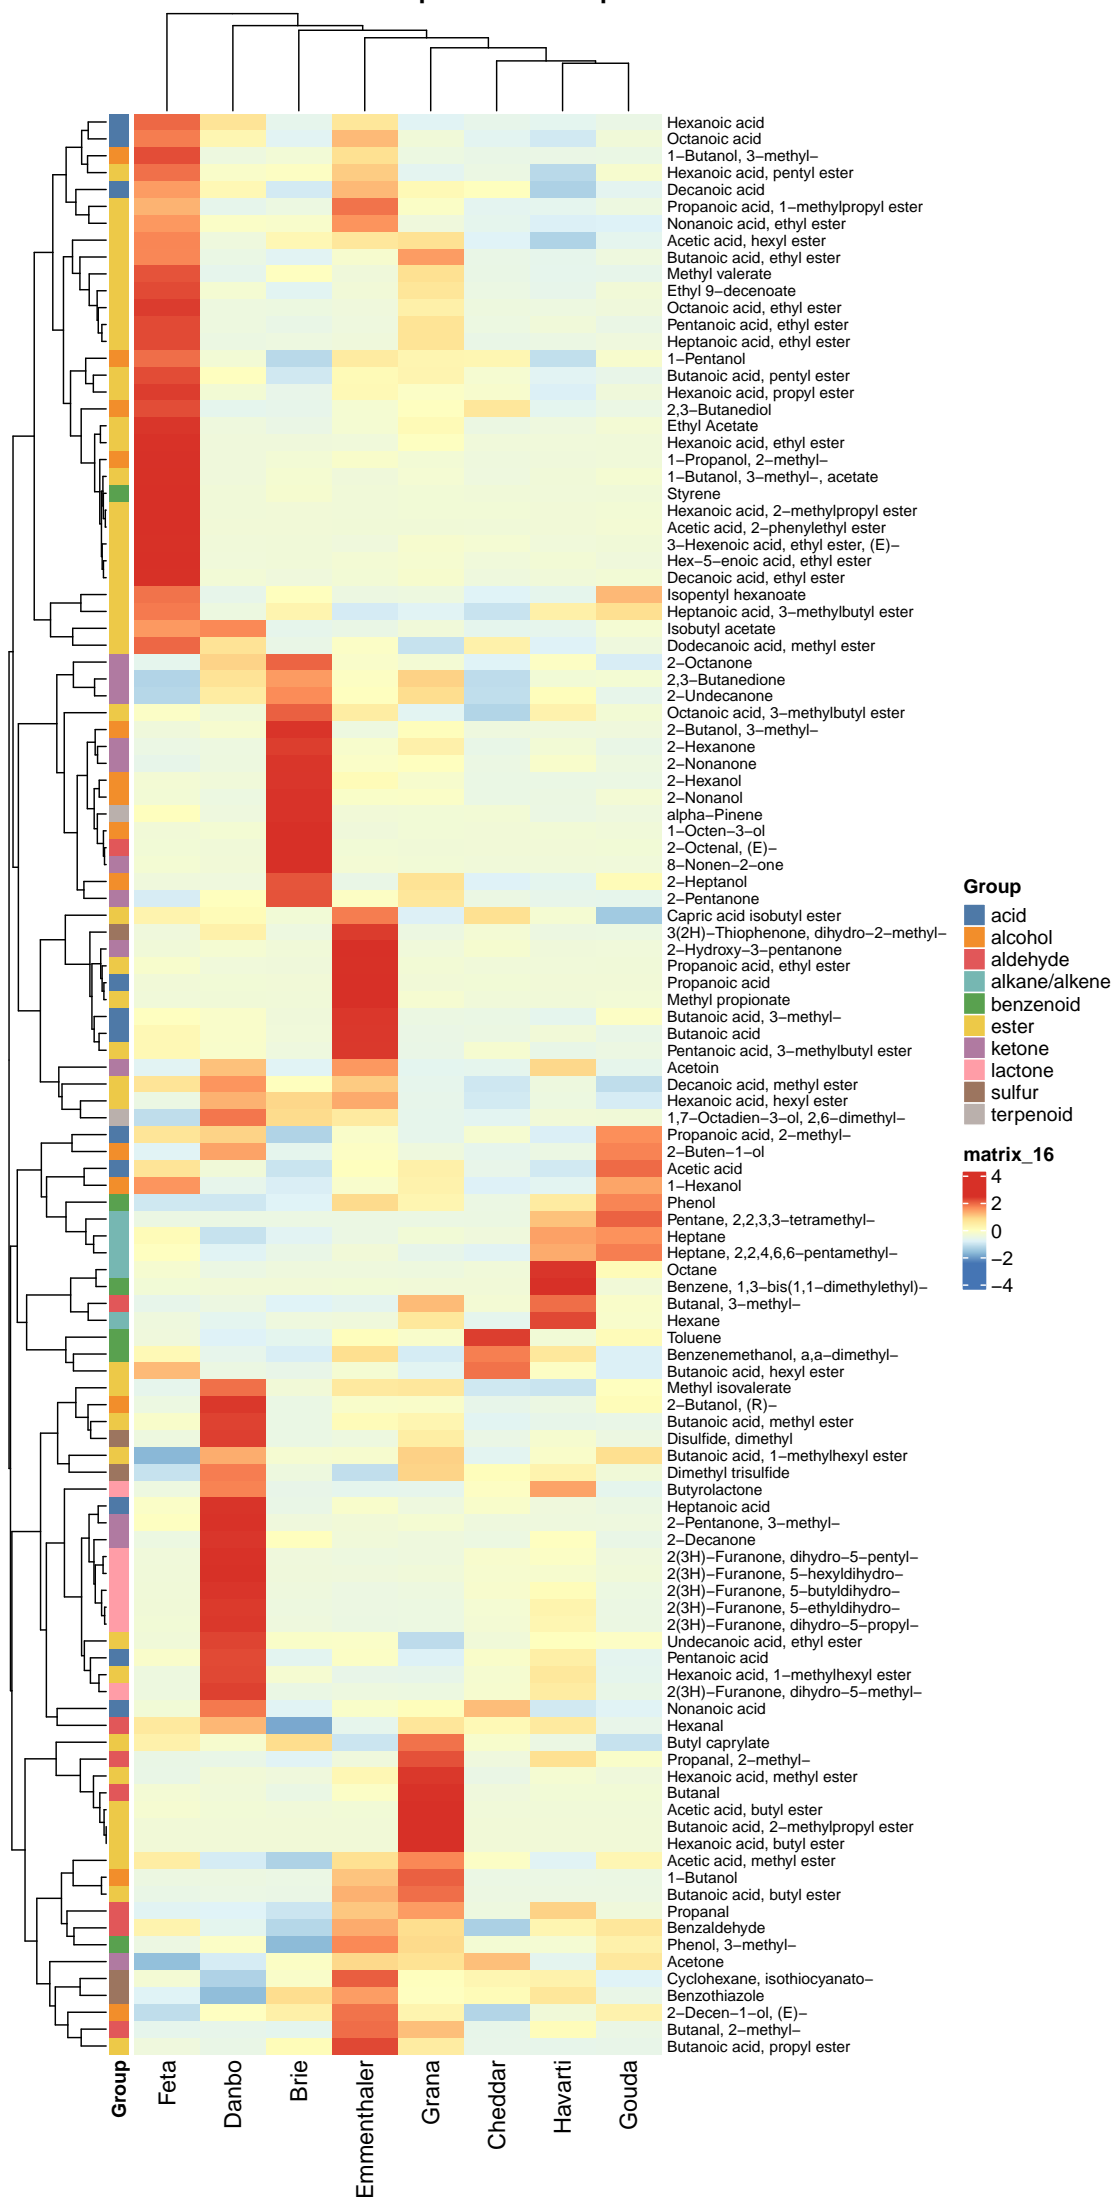 Hexanoic acid
Octanoic acid
1−Butanol, 3−methyl−
Hexanoic acid, pentyl ester
Decanoic acid
Propanoic acid, 1−methylpropyl ester
Nonanoic acid, ethyl ester
Acetic acid, hexyl ester
Butanoic acid, ethyl ester
Methyl valerate
Ethyl 9−decenoate
Octanoic acid, ethyl ester
Pentanoic acid, ethyl ester
Heptanoic acid, ethyl ester
1−Pentanol
Butanoic acid, pentyl ester
Hexanoic acid, propyl ester
2,3−Butanediol
Ethyl Acetate
Hexanoic acid, ethyl ester
1−Propanol, 2−methyl−
1−Butanol, 3−methyl−, acetate
Styrene
Hexanoic acid, 2−methylpropyl ester
Acetic acid, 2−phenylethyl ester
3−Hexenoic acid, ethyl ester, (E)−
Hex−5−enoic acid, ethyl ester
Decanoic acid, ethyl ester
Isopentyl hexanoate
Heptanoic acid, 3−methylbutyl ester
Isobutyl acetate
Dodecanoic acid, methyl ester
2−Octanone
2,3−Butanedione
2−Undecanone
Octanoic acid, 3−methylbutyl ester
2−Butanol, 3−methyl−
2−Hexanone
2−Nonanone
2−Hexanol
2−Nonanol
alpha−Pinene
1−Octen−3−ol
2−Octenal, (E)−
8−Nonen−2−one
2−Heptanol
2−Pentanone
Capric acid isobutyl ester
3(2H)−Thiophenone, dihydro−2−methyl−
2−Hydroxy−3−pentanone
Propanoic acid, ethyl ester
Propanoic acid
Methyl propionate
Butanoic acid, 3−methyl−
Butanoic acid
Pentanoic acid, 3−methylbutyl ester
Acetoin
Decanoic acid, methyl ester
Hexanoic acid, hexyl ester
1,7−Octadien−3−ol, 2,6−dimethyl−
Propanoic acid, 2−methyl−
2−Buten−1−ol
Acetic acid
1−Hexanol
Phenol
Pentane, 2,2,3,3−tetramethyl−
Heptane
Heptane, 2,2,4,6,6−pentamethyl−
Octane
Benzene, 1,3−bis(1,1−dimethylethyl)−
Butanal, 3−methyl−
Hexane
Toluene
Benzenemethanol, a,a−dimethyl−
Butanoic acid, hexyl ester
Methyl isovalerate
2−Butanol, (R)−
Butanoic acid, methyl ester
Disulfide, dimethyl
Butanoic acid, 1−methylhexyl ester
Dimethyl trisulfide
Butyrolactone
Heptanoic acid
2−Pentanone, 3−methyl−
2−Decanone
2(3H)−Furanone, dihydro−5−pentyl−
2(3H)−Furanone, 5−hexyldihydro−
2(3H)−Furanone, 5−butyldihydro−
2(3H)−Furanone, 5−ethyldihydro−
2(3H)−Furanone, dihydro−5−propyl−
Undecanoic acid, ethyl ester
Pentanoic acid
Hexanoic acid, 1−methylhexyl ester
2(3H)−Furanone, dihydro−5−methyl−
Nonanoic acid
Hexanal
Butyl caprylate
Propanal, 2−methyl−
Hexanoic acid, methyl ester
Butanal
Acetic acid, butyl ester
Butanoic acid, 2−methylpropyl ester
Hexanoic acid, butyl ester
Acetic acid, methyl ester
1−Butanol
Butanoic acid, butyl ester
Propanal
Benzaldehyde
Phenol, 3−methyl−
Acetone
Cyclohexane, isothiocyanato−
Benzothiazole
2−Decen−1−ol, (E)−
Butanal, 2−methyl−
Butanoic acid, propyl ester
Group
Feta
Danbo
Brie
Emmenthaler
Grana
Cheddar
Havarti
Gouda
Group
acid
alcohol
aldehyde
alkane/alkene
benzenoid
ester
ketone
lactone
sulfur
terpenoid
matrix_16
4
2
0
−2
−4